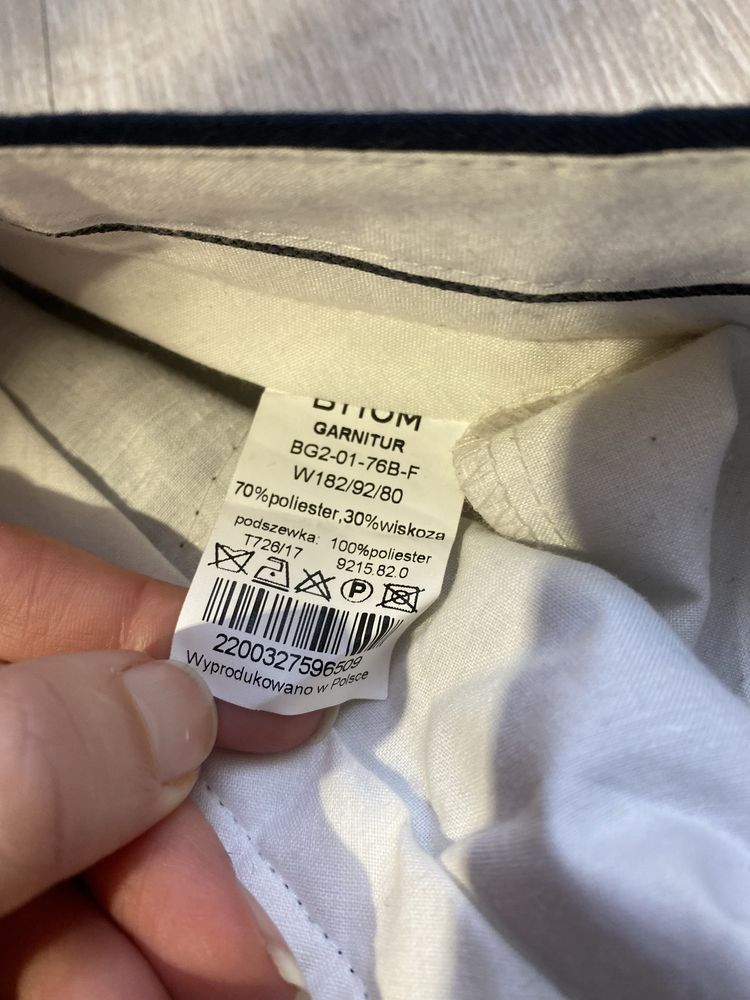 BYTOM
GARNITUR
BG2-01-76B-F
W182/92/80
70%poliester,30%wiskoza
podszewka: 100%poliester
T726/17 9215.82.0
P
2200327596509
Wyprodukowano w Polsce